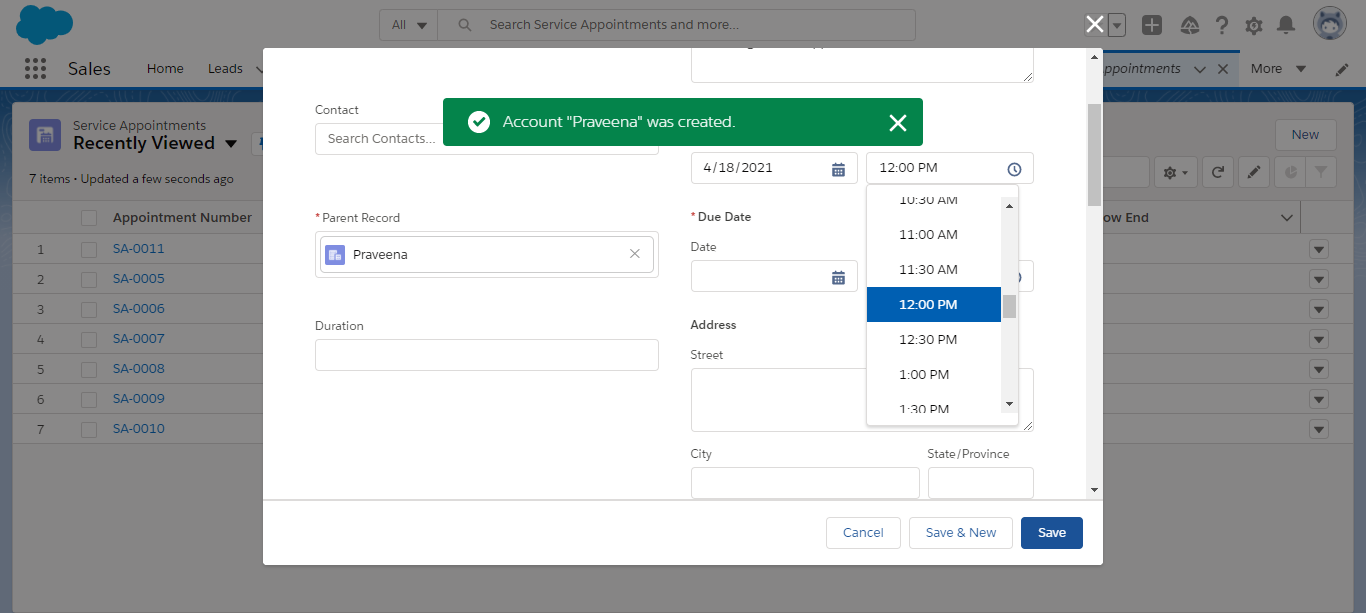 All
Search Service Appointments and more...
Sales
Home
Leads
More
Service Appointments
Recently Viewed
New
7 items • Updated a few seconds ago
Appointment Number
1 SA-0011
2 SA-0005
3 SA-0006
4 SA-0007
5 SA-0008
6 SA-0009
7 SA-0010
Account "Praveena" was created.
Contact
Search Contacts...
*Parent Record
Praveena
Duration
4/18/2021
12:00 PM
*Due Date
Date
10:30 AM
11:00 AM
11:30 AM
12:00 PM
12:30 PM
1:00 PM
1:30 PM
Address
Street
City
State/Province
End
Cancel
Save & New
Save